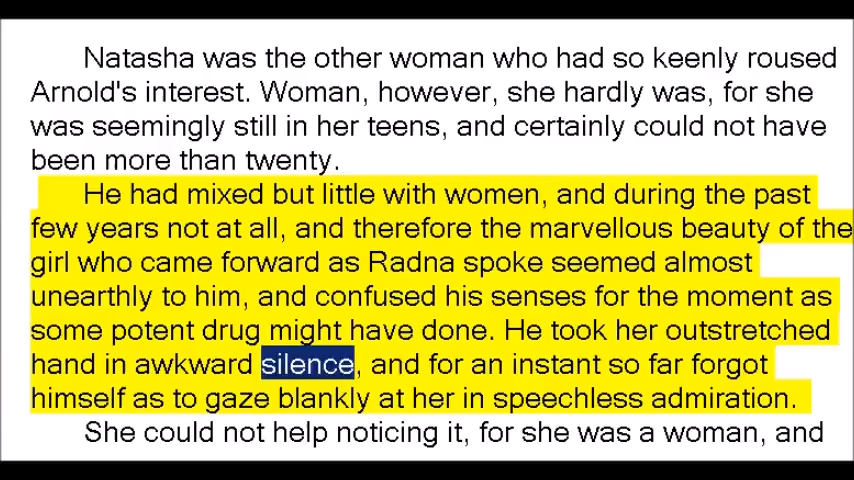 Natasha was the other woman who had so keenly roused
Arnold's interest. Woman, however, she hardly was, for she
was seemingly still in her teens, and certainly could not have
been more than twenty.
He had mixed but little with women, and during the past
few years not at all, and therefore the marvellous beauty of the
girl who came forward as Radna spoke seemed almost
unearthly to him, and confused his senses for the moment as
some potent drug might have done. He took her outstretched
hand in awkward silence, and for an instant so far forgot
himself as to gaze blankly at her in speechless admiration.
She could not help noticing it, for she was a woman, and